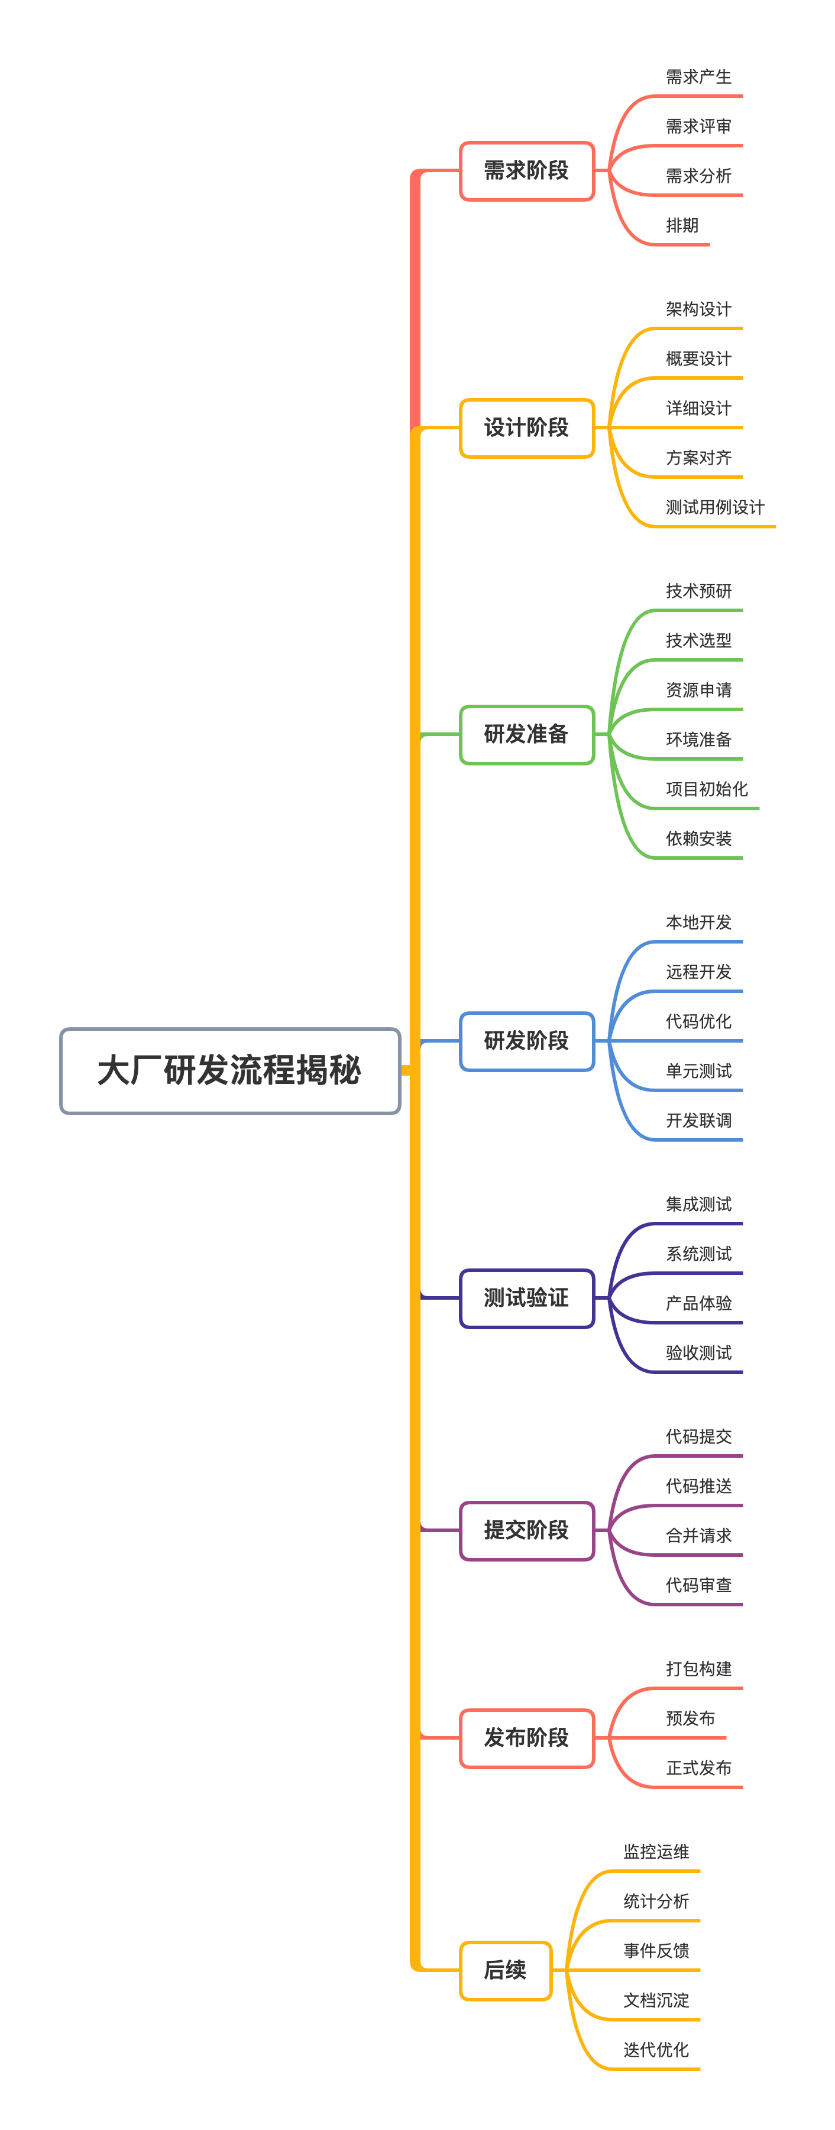 大厂研发流程揭秘
需求阶段
需求产生
需求评审
需求分析
排期
设计阶段
架构设计
概要设计
详细设计
方案对齐
测试用例设计
研发准备
技术预研
技术选型
资源申请
环境准备
项目初始化
依赖安装
研发阶段
本地开发
远程开发
代码优化
单元测试
开发联调
测试验证
集成测试
系统测试
产品体验
验收测试
提交阶段
代码提交
代码推送
合并请求
代码审查
发布阶段
打包构建
预发布
正式发布
后续
监控运维
统计分析
事件反馈
文档沉淀
迭代优化